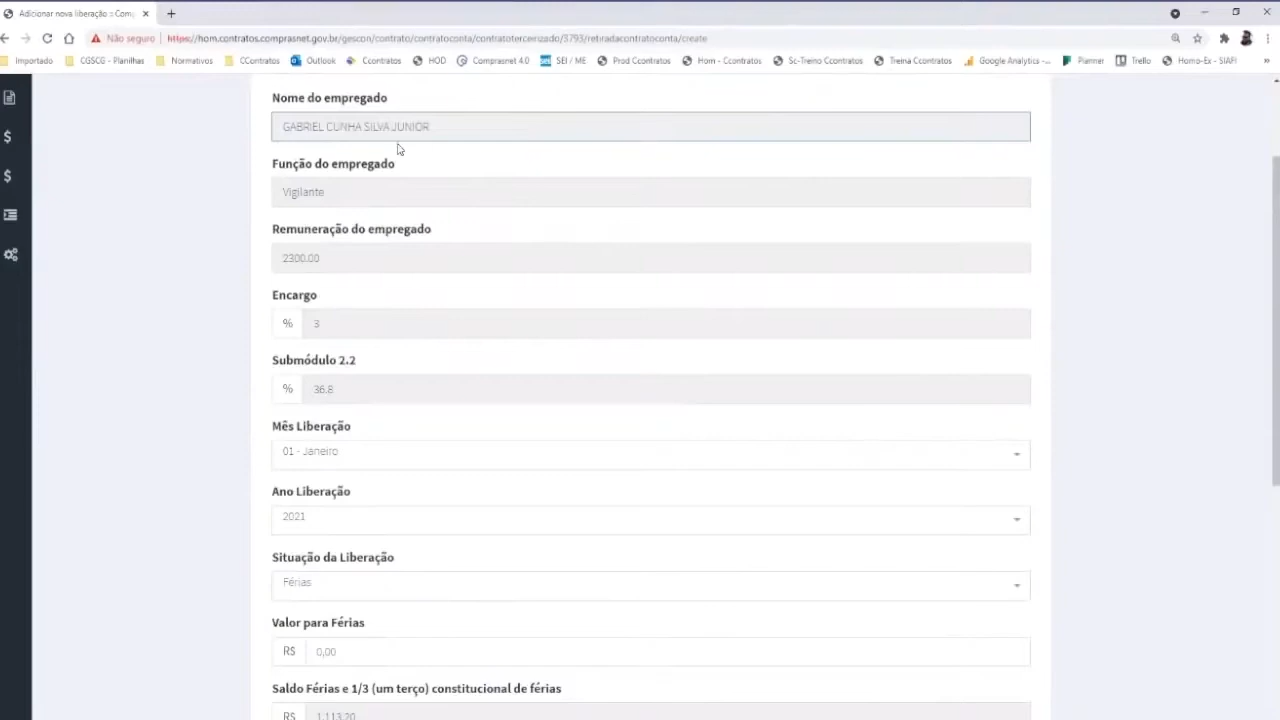 Adicionar nova liberação :: Com
Não seguro
https://hom.contratos.comprasnet.gov.br/gescon/contrato/contratoconta/contratoterceirizado/3793/retiradacontratoconta/create
Importado
CGSCG - Planilhas
Normativos
CContratos
Outlook
Ccontratos
HOD
Comprasnet 4.0
SEI / ME
Prod Ccontratos
Hom - Ccontratos
Sc-Treino Ccontratos
Treina Ccontratos
Google Analytics -...
Planner
Trello
Homo-Ex - SIAFI
»
Nome do empregado
GABRIEL CUNHA SILVA JUNIOR
Função do empregado
Vigilante
Remuneração do empregado
2300.00
Encargo
% 3
Submódulo 2.2
% 36.8
Mês Liberação
01 - Janeiro
Ano Liberação
2021
Situação da Liberação
Férias
Valor para Férias
R$ 0,00
Saldo Férias e 1/3 (um terço) constitucional de férias
R$ 1.113,20